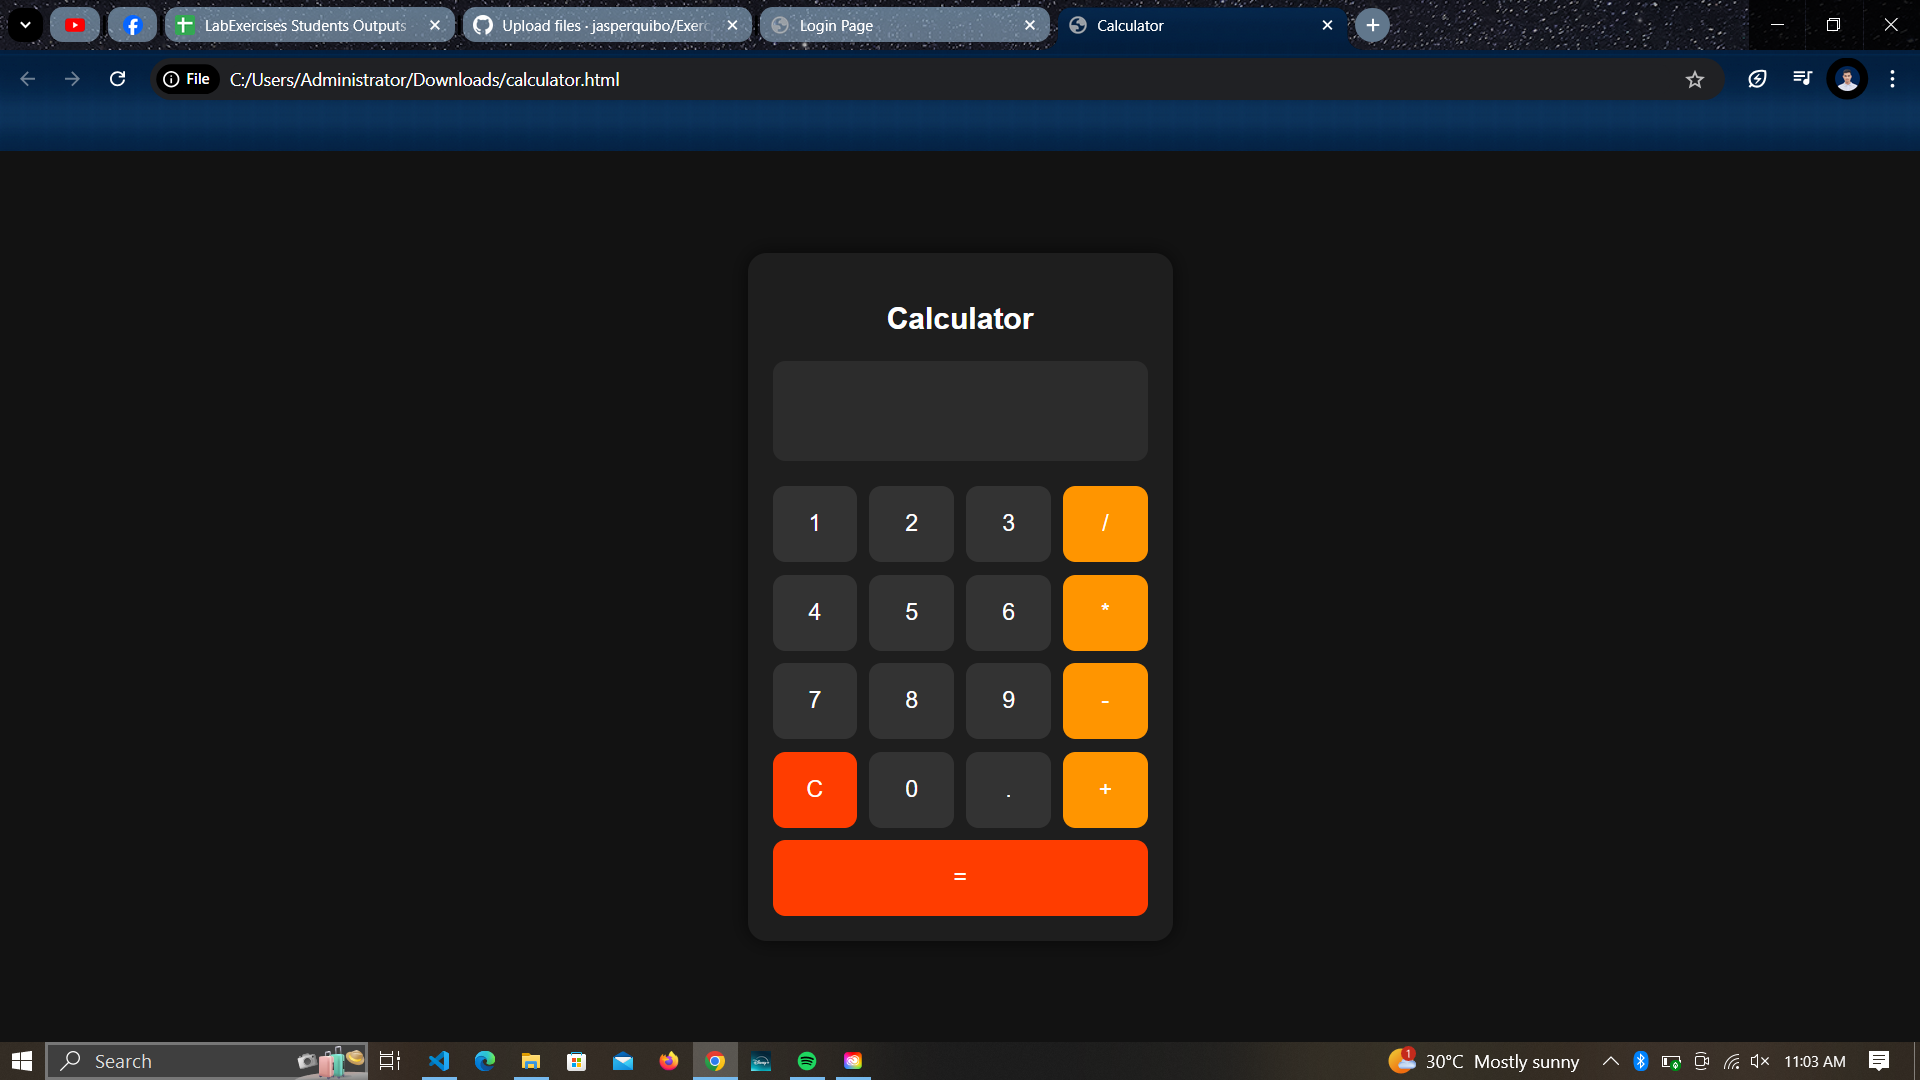 LabExercises Students Outputs
Upload files · jasperquibo/Exerc
Login Page
Calculator
File
C:/Users/Administrator/Downloads/calculator.html
Calculator
1 2 3 /
4 5 6 *
7 8 9 -
C 0 . +
=
Search
1
30°C Mostly sunny
11:03 AM